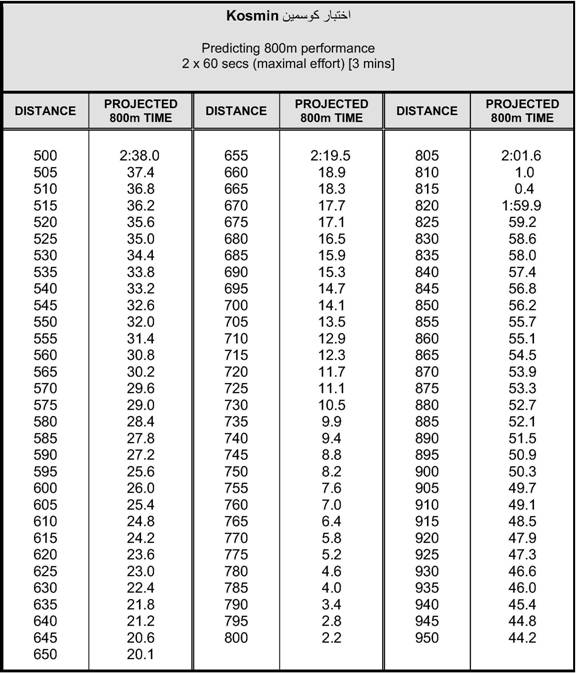 اختبار كوسمين Kosmin
Predicting 800m performance
2 x 60 secs (maximal effort) [3 mins]
DISTANCE PROJECTED 800m TIME DISTANCE PROJECTED 800m TIME DISTANCE PROJECTED 800m TIME
500 2:38.0 655 2:19.5 805 2:01.6
505 37.4 660 18.9 810 1.0
510 36.8 665 18.3 815 0.4
515 36.2 670 17.7 820 1:59.9
520 35.6 675 17.1 825 59.2
525 35.0 680 16.5 830 58.6
530 34.4 685 15.9 835 58.0
535 33.8 690 15.3 840 57.4
540 33.2 695 14.7 845 56.8
545 32.6 700 14.1 850 56.2
550 32.0 705 13.5 855 55.7
555 31.4 710 12.9 860 55.1
560 30.8 715 12.3 865 54.5
565 30.2 720 11.7 870 53.9
570 29.6 725 11.1 875 53.3
575 29.0 730 10.5 880 52.7
580 28.4 735 9.9 885 52.1
585 27.8 740 9.4 890 51.5
590 27.2 745 8.8 895 50.9
595 25.6 750 8.2 900 50.3
600 26.0 755 7.6 905 49.7
605 25.4 760 7.0 910 49.1
610 24.8 765 6.4 915 48.5
615 24.2 770 5.8 920 47.9
620 23.6 775 5.2 925 47.3
625 23.0 780 4.6 930 46.6
630 22.4 785 4.0 935 46.0
635 21.8 790 3.4 940 45.4
640 21.2 795 2.8 945 44.8
645 20.6 800 2.2 950 44.2
650 20.1